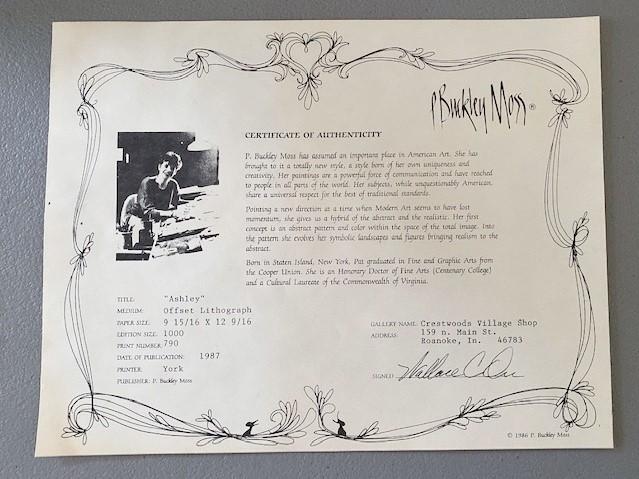 P Buckley Moss ®
CERTIFICATE OF AUTHENTICITY
P. Buckley Moss has assumed an important place in American Art. She has
brought to it a totally new style, a style born of her own uniqueness and
creativity. Her paintings are a powerful force of communication and have reached
to people in all parts of the world. Her subjects, while unquestionably American,
share a universal respect for the best of traditional standards.
Pointing a new direction at a time when Modern Art seems to have lost
momentum, she gives us a hybrid of the abstract and the realistic. Her first
concept is an abstract pattern and color within the space of the total image. Into
the pattern she evolves her symbolic landscapes and figures bringing realism to the
abstract.
Born in Staten Island, New York, Pat graduated in Fine and Graphic Arts from
the Cooper Union. She is an Honorary Doctor of Fine Arts (Centenary College)
and a Cultural Laureate of the Commonwealth of Virginia.
TITLE: "Ashley"
MEDIUM: Offset Lithograph
PAPER SIZE: 9 15/16 X 12 9/16
EDITION SIZE: 1000
PRINT NUMBER: 790
DATE OF PUBLICATION: 1987
PRINTER: York
PUBLISHER: P. Buckley Moss
GALLERY NAME: Crestwoods Village Shop
ADDRESS: 159 n. Main St.
Roanoke, In. 46783
SIGNED: Wallace C
© 1986 P. Buckley Moss